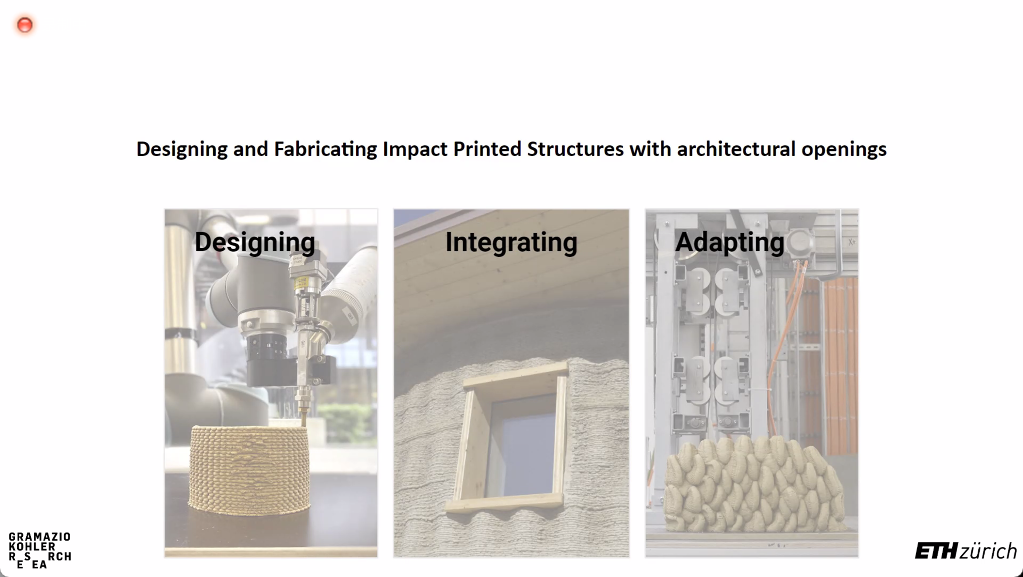 Designing and Fabricating Impact Printed Structures with architectural openings
Designing
Integrating
Adapting
GRAMAZIO
KOHLER
RESEARCH
ETH zürich